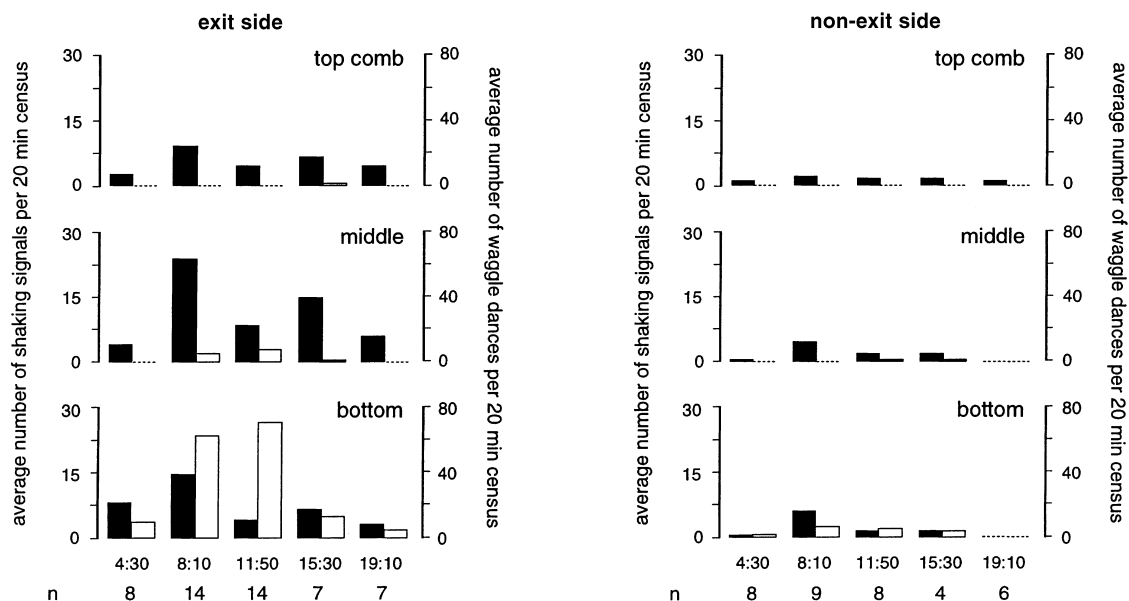 exit side
non-exit side
average number of shaking signals per 20 min census
top comb
30
15
0
80
40
0
middle
30
15
0
80
40
0
bottom
30
15
0
80
40
0
average number of waggle dances per 20 min census
4:30 8:10 11:50 15:30 19:10
n 8 14 14 7 7
average number of shaking signals per 20 min census
top comb
30
15
0
80
40
0
middle
30
15
0
80
40
0
bottom
30
15
0
80
40
0
average number of waggle dances per 20 min census
4:30 8:10 11:50 15:30 19:10
n 8 9 8 4 6